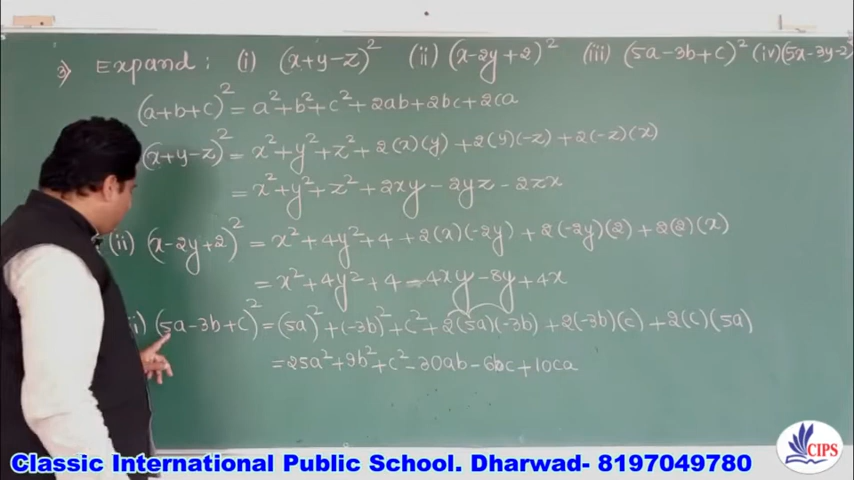 3) Expand : (i) (x+y-z)² (ii) (x-2y+2)² (iii) (5a-3b+c)² (iv) (5x-3y-2)
(a+b+c)² = a²+b²+c²+2ab+2bc+2ca
(x+y-z)² = x²+y²+z²+2(x)(y)+2(y)(-z)+2(-z)(x)
= x²+y²+z²+2xy-2yz-2zx
(ii) (x-2y+2)² = x²+4y²+4+2(x)(-2y)+2(-2y)(2)+2(2)(x)
= x²+4y²+4-4xy-8y+4x
i) (5a-3b+c)² = (5a)²+(-3b)²+c²+2(5a)(-3b)+2(-3b)(c)+2(c)(5a)
= 25a²+9b²+c²-30ab-6bc+10ca
CIPS
Classic International Public School. Dharwad- 8197049780